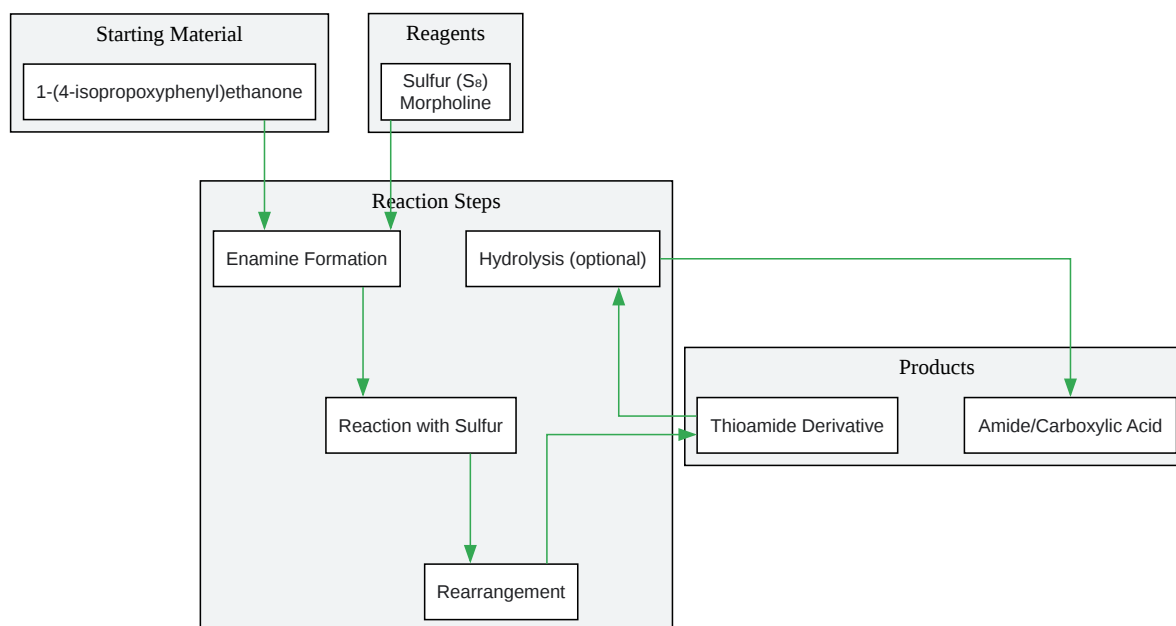 Starting Material
1-(4-isopropoxyphenyl)ethanone
Reagents
Sulfur (S₈)
Morpholine
Reaction Steps
Enamine Formation
Hydrolysis (optional)
Reaction with Sulfur
Rearrangement
Products
Thioamide Derivative
Amide/Carboxylic Acid